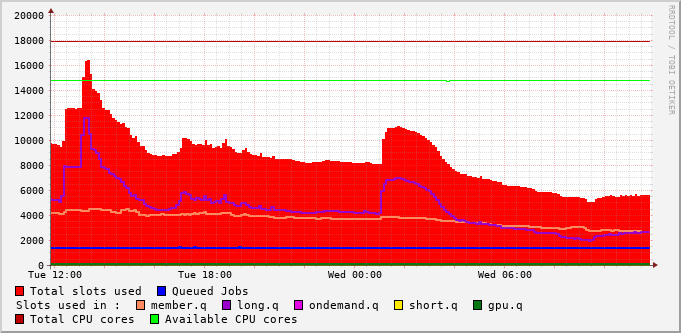 20000
18000
16000
14000
12000
10000
8000
6000
4000
2000
0
Tue 12:00 Tue 18:00 Wed 00:00 Wed 06:00
RRDTOOL / TOBI OETIKER
Total slots used Queued Jobs
Slots used in : member.q long.q ondemand.q short.q gpu.q
Total CPU cores Available CPU cores